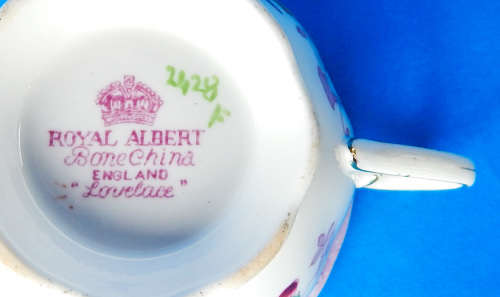 2428
F
ROYAL ALBERT
Bone China
ENGLAND
"Lovelace"